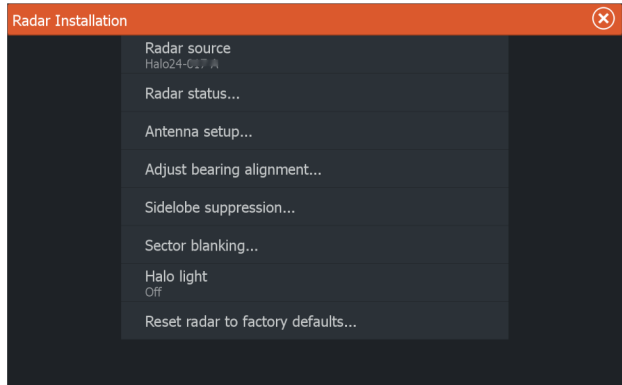 Radar Installation
Radar source
Halo24-
Radar status...
Antenna setup...
Adjust bearing alignment...
Sidelobe suppression...
Sector blanking...
Halo light
Off
Reset radar to factory defaults...